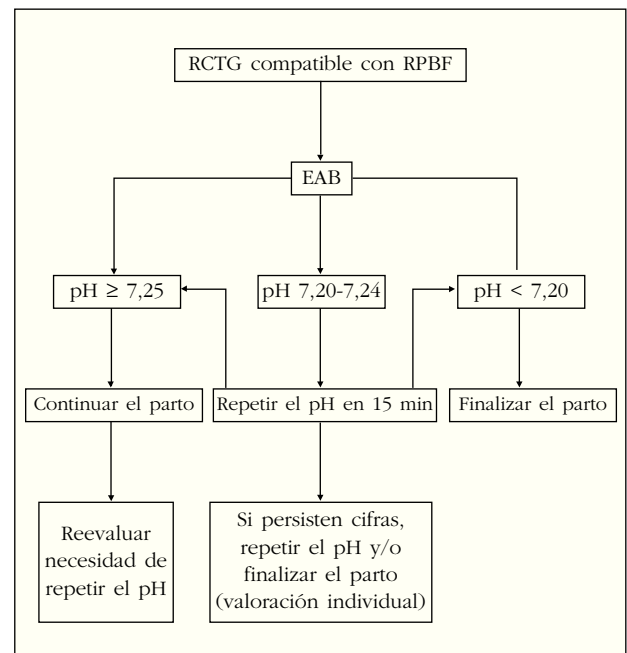 RCTG compatible con RPBF
EAB
pH ≥ 7,25
pH 7,20-7,24
pH < 7,20
Continuar el parto
Repetir el pH en 15 min
Finalizar el parto
Reevaluar
necesidad de
repetir el pH
Si persisten cifras,
repetir el pH y/o
finalizar el parto
(valoración individual)